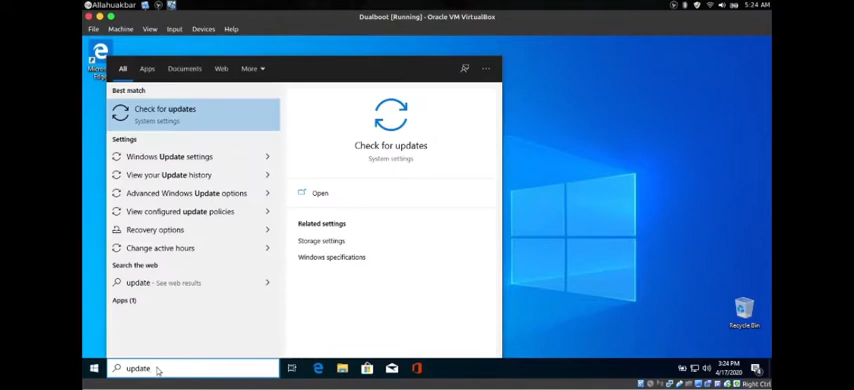 Allahuakbar
5:24 AM
Dualboot [Running] - Oracle VM VirtualBox
File Machine View Input Devices Help
Right Ctrl
Microsoft
Edge
All Apps Documents Web More
Best match
Check for updates
System settings
Settings
Windows Update settings
View your Update history
Advanced Windows Update options
View configured update policies
Recovery options
Change active hours
Search the web
update - See web results
Apps (1)
Check for updates
System settings
Open
Related settings
Storage settings
Windows specifications
Recycle Bin
update
3:24 PM
4/17/2020